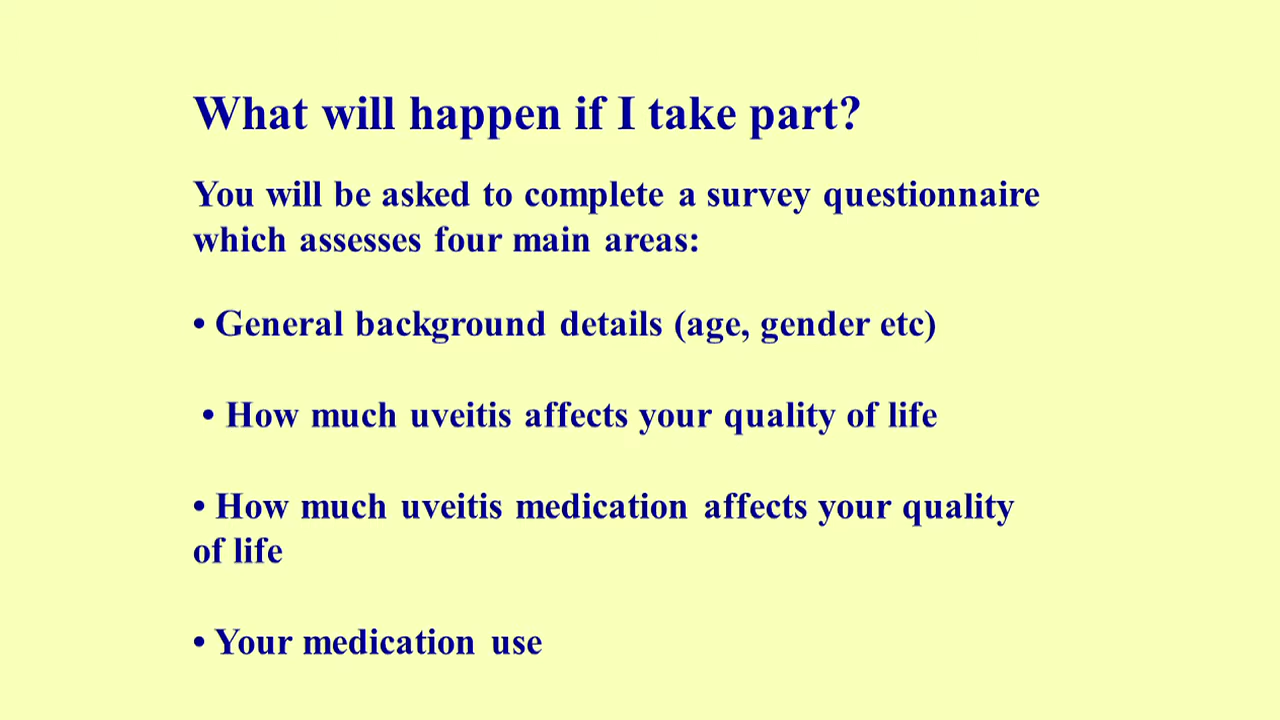 What will happen if I take part?
You will be asked to complete a survey questionnaire
which assesses four main areas:
• General background details (age, gender etc)
• How much uveitis affects your quality of life
• How much uveitis medication affects your quality
of life
• Your medication use